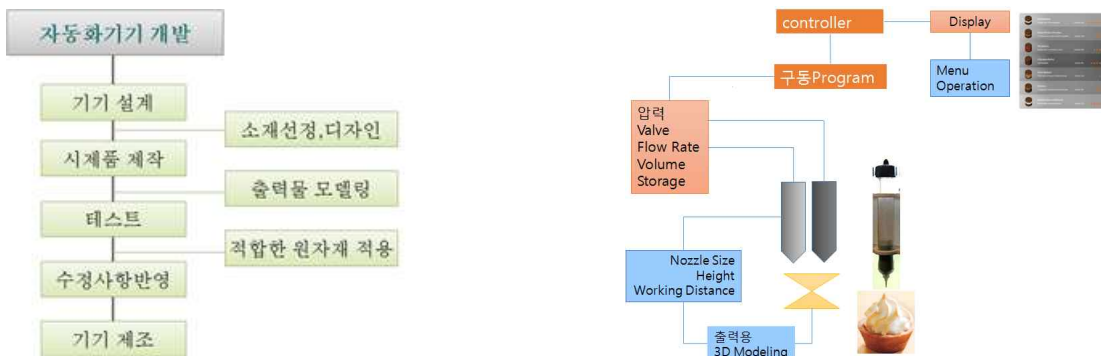 자동화기기 개발
기기 설계
소재선정,디자인
시제품 제작
출력물 모델링
테스트
적합한 원자재 적용
수정사항반영
기기 제조
controller
Display
구동Program
Menu
Operation
압력
Valve
Flow Rate
Volume
Storage
Nozzle Size
Height
Working Distance
출력용
3D Modeling